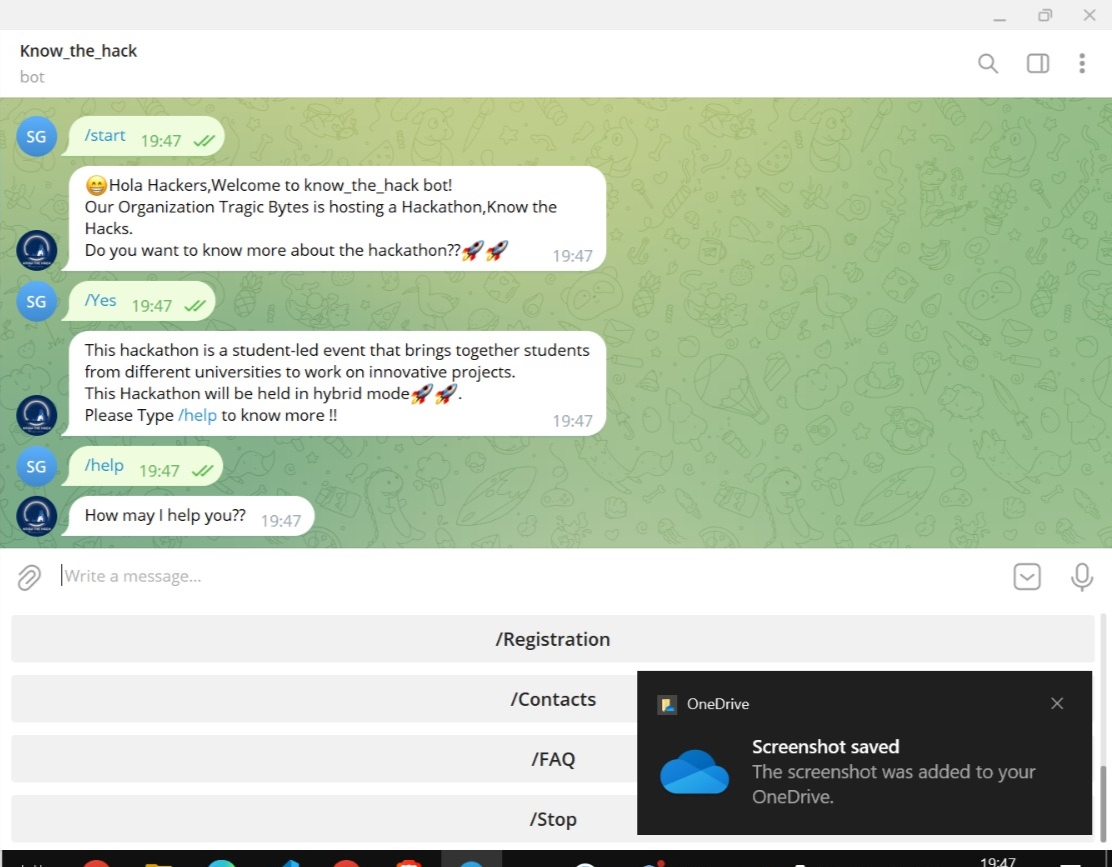 Know_the_hack
bot
SG
/start 19:47
😁Hola Hackers,Welcome to know_the_hack bot!
Our Organization Tragic Bytes is hosting a Hackathon,Know the
Hacks.
Do you want to know more about the hackathon??🚀🚀 19:47
SG
/Yes 19:47
This hackathon is a student-led event that brings together students
from different universities to work on innovative projects.
This Hackathon will be held in hybrid mode🚀🚀.
Please Type /help to know more !! 19:47
SG
/help 19:47
How may I help you?? 19:47
Write a message...
/Registration
/Contacts
/FAQ
/Stop
OneDrive
Screenshot saved
The screenshot was added to your
OneDrive.
19:47